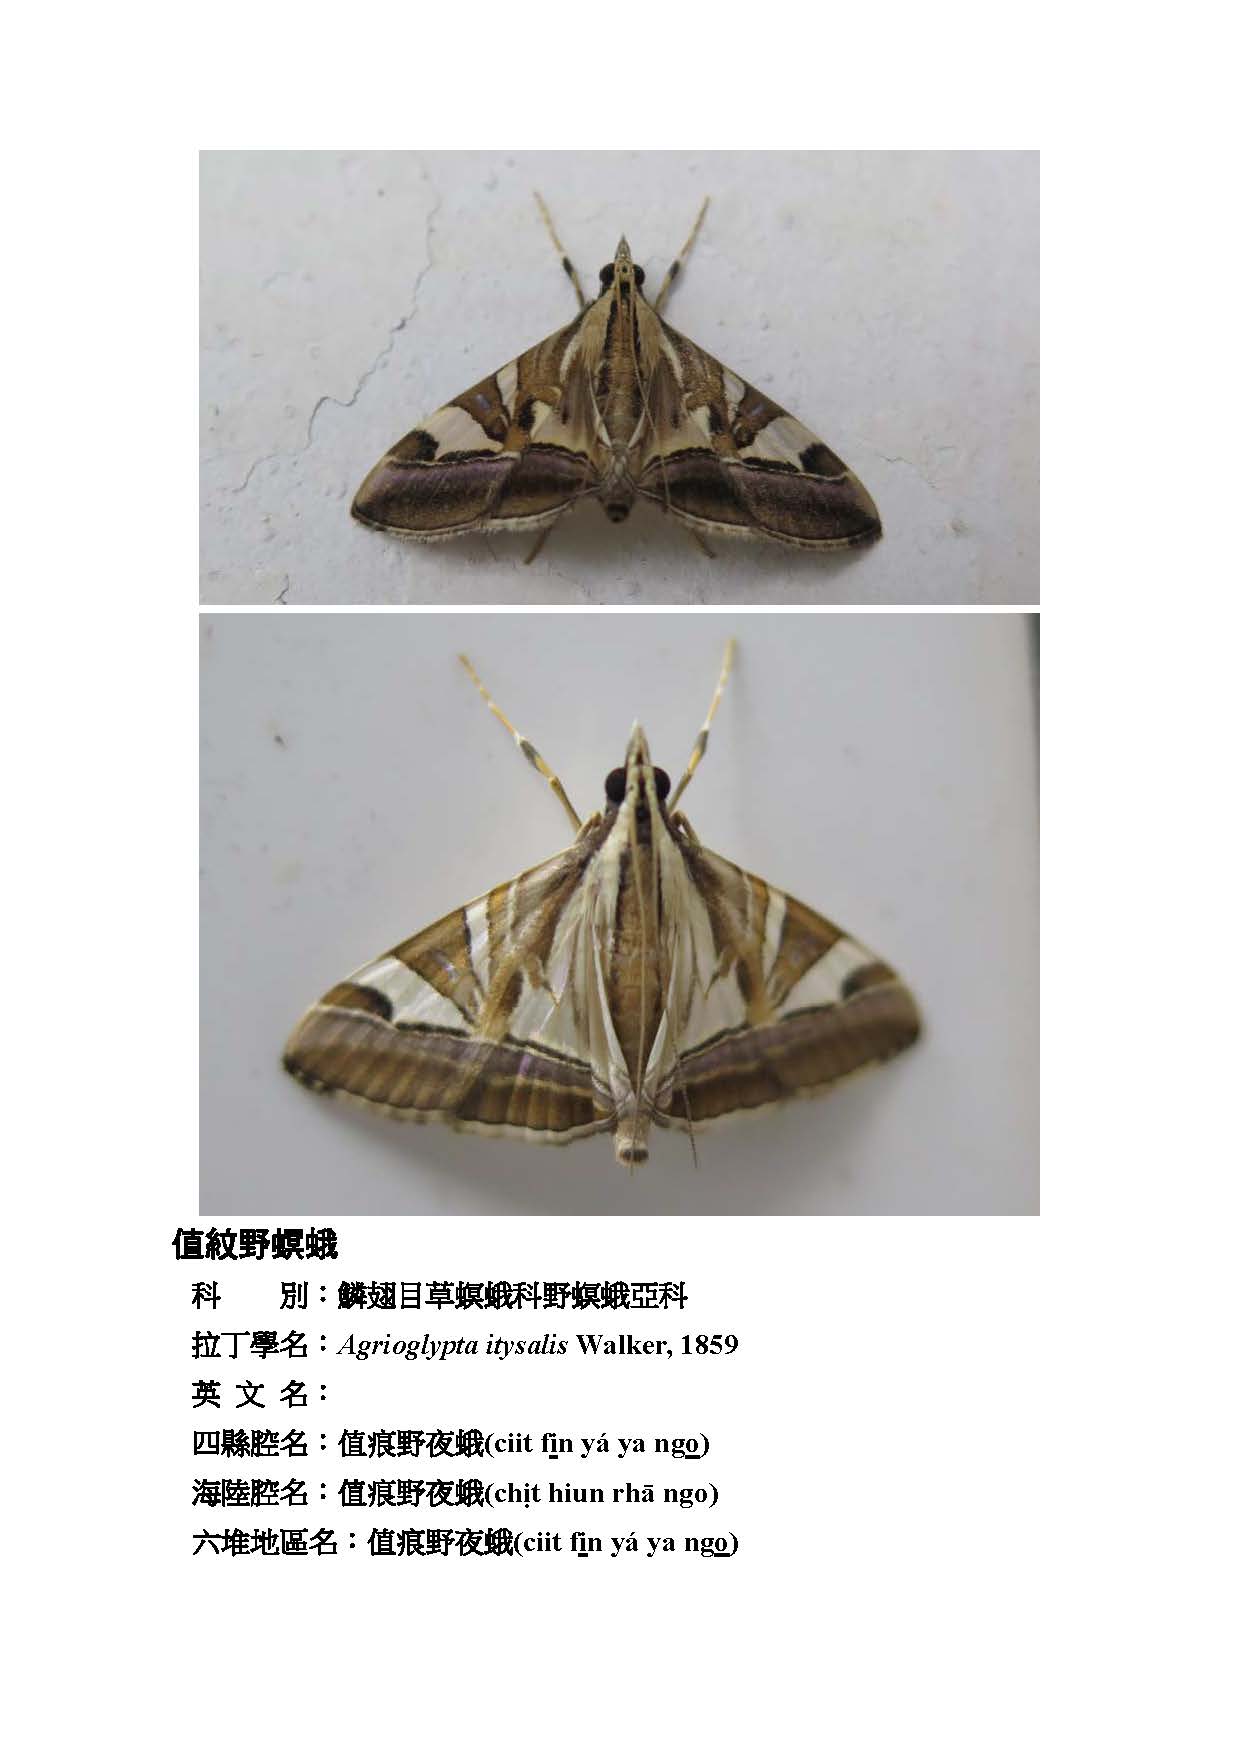 值紋野螟蛾
科　　別：鱗翅目草螟蛾科野螟蛾亞科
拉丁學名：Agrioglypta itysalis Walker, 1859
英 文 名：
四縣腔名：值痕野夜蛾(ciit fi̲n yá ya ngo̲)
海陸腔名：值痕野夜蛾(chịt hiun rhā ngo)
六堆地區名：值痕野夜蛾(ciit fi̲n yá ya ngo̲)